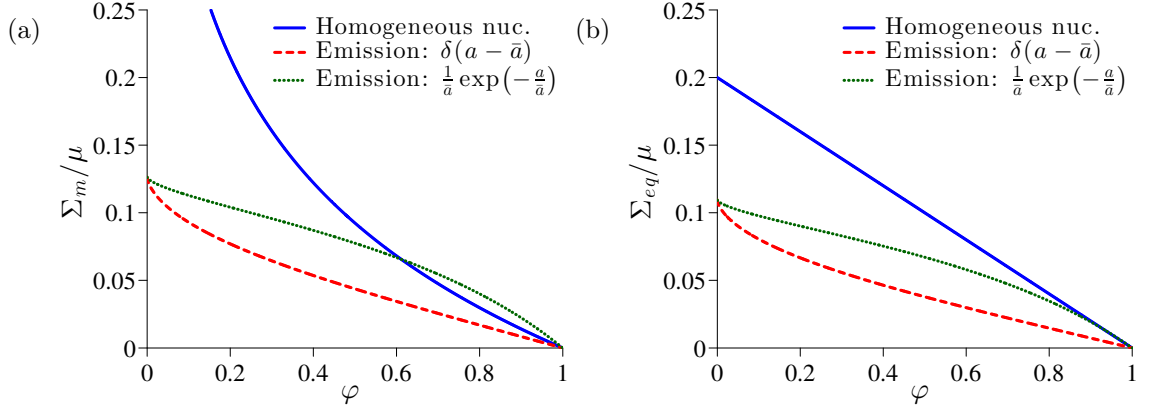 (a)
Homogeneous nuc.
Emission: δ(a − ā)
Emission: 1/ā exp(−a/ā)
0.25
0.2
0.15
0.1
0.05
0
Σm/μ
0 0.2 0.4 0.6 0.8 1
φ
(b)
Homogeneous nuc.
Emission: δ(a − ā)
Emission: 1/ā exp(−a/ā)
0.25
0.2
0.15
0.1
0.05
0
Σeq/μ
0 0.2 0.4 0.6 0.8 1
φ